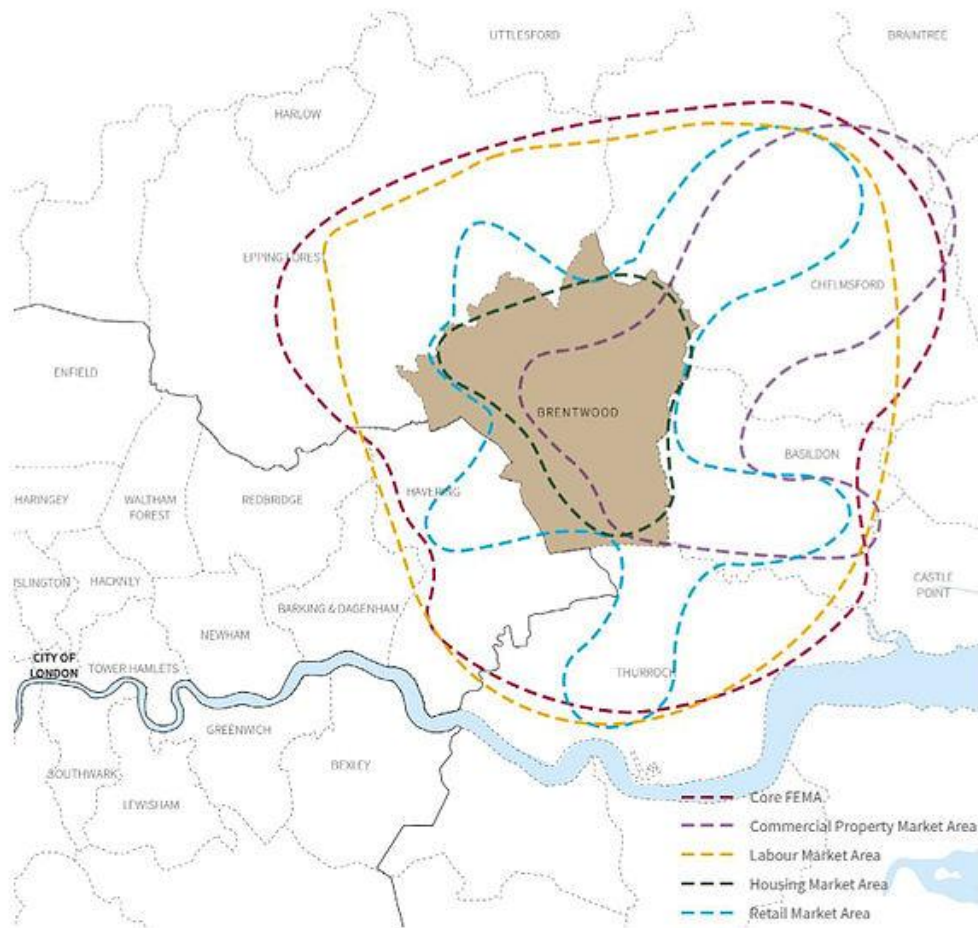 UTTLESFORD
BRAINTREE
HARLOW
EPPING FOREST
CHELMSFORD
ENFIELD
BRENTWOOD
BASILDON
HARINGEY
WALTHAM
FOREST
REDBRIDGE
HAVERING
ISLINGTON
HACKNEY
CASTLE
POINT
BARKING & DAGENHAM
NEWHAM
CITY OF
LONDON
TOWER HAMLETS
THURROCK
GREENWICH
BEXLEY
SOUTHWARK
LEWISHAM
Core FEMA
Commercial Property Market Area
Labour Market Area
Housing Market Area
Retail Market Area